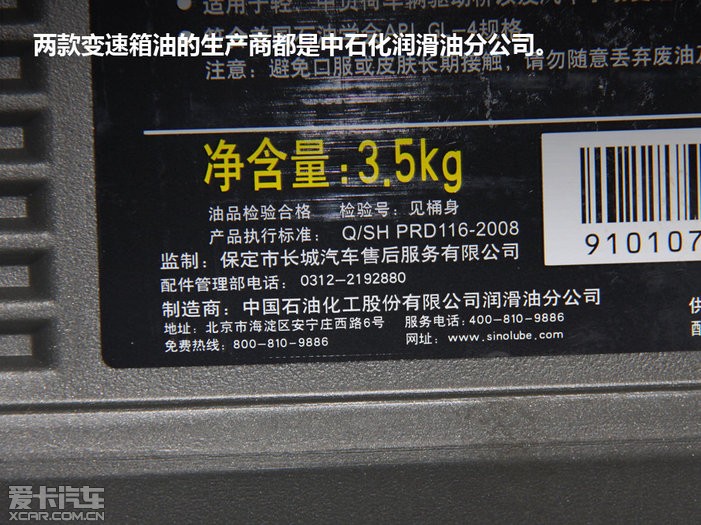 适用于轻、
两款变速箱油的生产商都是中石化润滑油分公司。
注意：避免口服或皮肤长期接触，请勿随意丢弃废油及
净含量：3.5kg
油品检验合格 检验号：见桶身
产品执行标准： Q/SH PRD116-2008
910107
监制：保定市长城汽车售后服务有限公司
配件管理部电话：0312-2192880
制造商：中国石油化工股份有限公司润滑油分公司
地址：北京市海淀区安宁庄西路6号 服务电话：400-810-9886
免费热线：800-810-9886 网址：www.sinolube.com
供
配
爱卡汽车
XCAR.COM.CN